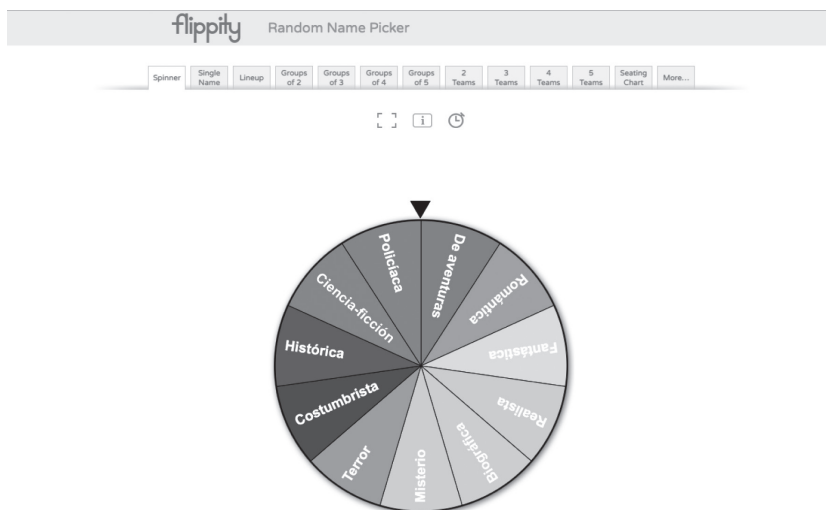 flippity Random Name Picker
Spinner
Single
Name
Lineup
Groups
of 2
Groups
of 3
Groups
of 4
Groups
of 5
2
Teams
3
Teams
4
Teams
5
Teams
Seating
Chart
More...
i
De aventuras
Romántica
Fantástica
Realista
Biográfica
Misterio
Terror
Costumbrista
Histórica
Ciencia-ficción
Policíaca